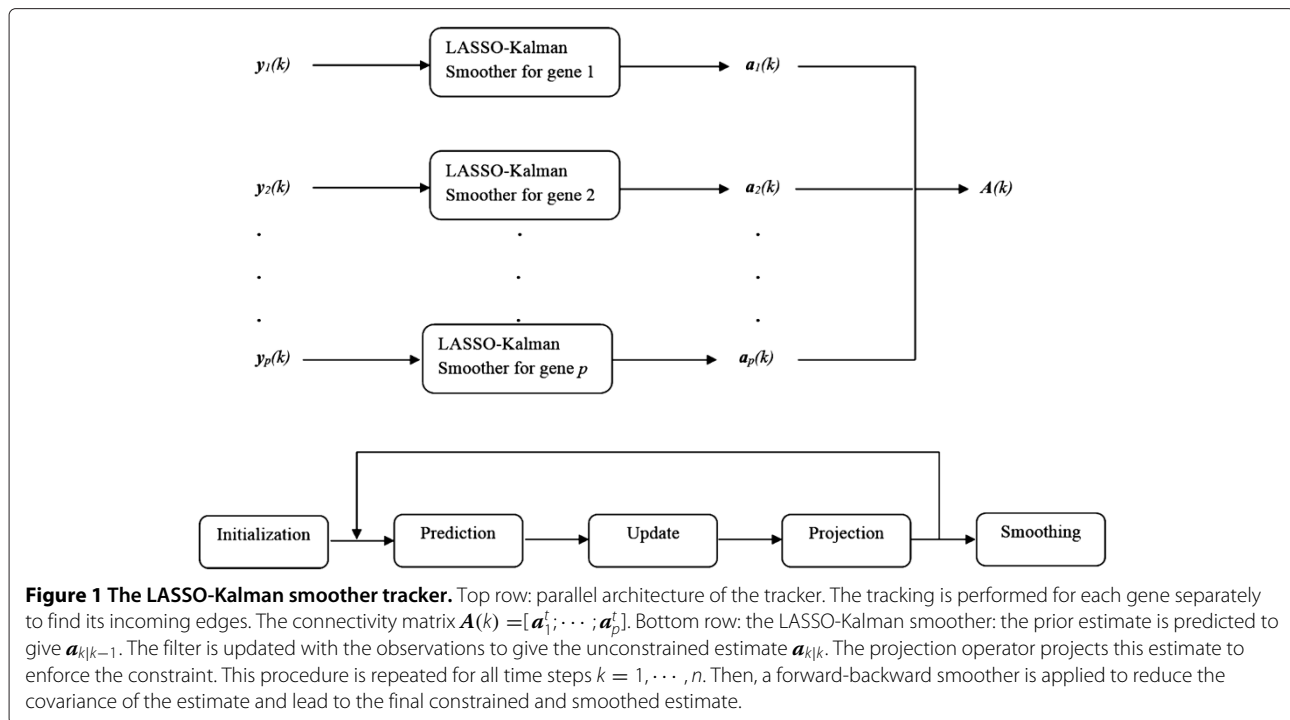 y₁(k)
LASSO-Kalman
Smoother for gene 1
a₁(k)
y₂(k)
LASSO-Kalman
Smoother for gene 2
a₂(k)
A(k)
. . .
. . .
. . .
yₚ(k)
LASSO-Kalman
Smoother for gene p
aₚ(k)
Initialization
Prediction
Update
Projection
Smoothing
Figure 1 The LASSO-Kalman smoother tracker. Top row: parallel architecture of the tracker. The tracking is performed for each gene separately
to find its incoming edges. The connectivity matrix A(k) =[a₁ᵗ; ⋯ ; aₚᵗ]. Bottom row: the LASSO-Kalman smoother: the prior estimate is predicted to
give aₖ|ₖ₋₁. The filter is updated with the observations to give the unconstrained estimate aₖ|ₖ. The projection operator projects this estimate to
enforce the constraint. This procedure is repeated for all time steps k = 1, ⋯ , n. Then, a forward-backward smoother is applied to reduce the
covariance of the estimate and lead to the final constrained and smoothed estimate.